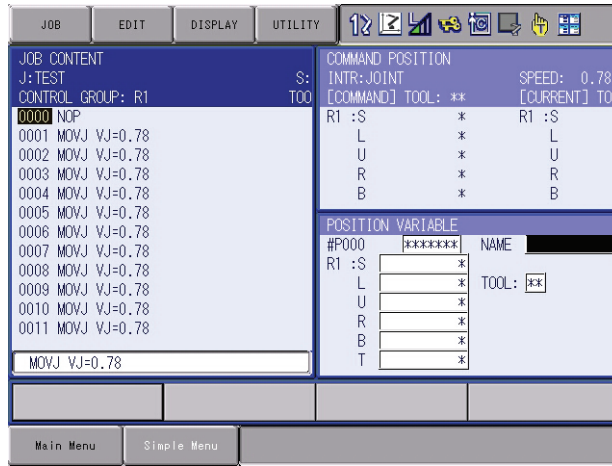 JOB EDIT DISPLAY UTILITY
JOB CONTENT
J:TEST S:
CONTROL GROUP: R1 TOO
0000 NOP
0001 MOVJ VJ=0.78
0002 MOVJ VJ=0.78
0003 MOVJ VJ=0.78
0004 MOVJ VJ=0.78
0005 MOVJ VJ=0.78
0006 MOVJ VJ=0.78
0007 MOVJ VJ=0.78
0008 MOVJ VJ=0.78
0009 MOVJ VJ=0.78
0010 MOVJ VJ=0.78
0011 MOVJ VJ=0.78
MOVJ VJ=0.78
COMMAND POSITION
INTR:JOINT SPEED: 0.78
[COMMAND] TOOL: ** [CURRENT] TO
R1 :S * R1 :S
L * L
U * U
R * R
B * B
POSITION VARIABLE
#P000 ******* NAME
R1 :S *
L * TOOL: **
U *
R *
B *
T *
Main Menu Simple Menu